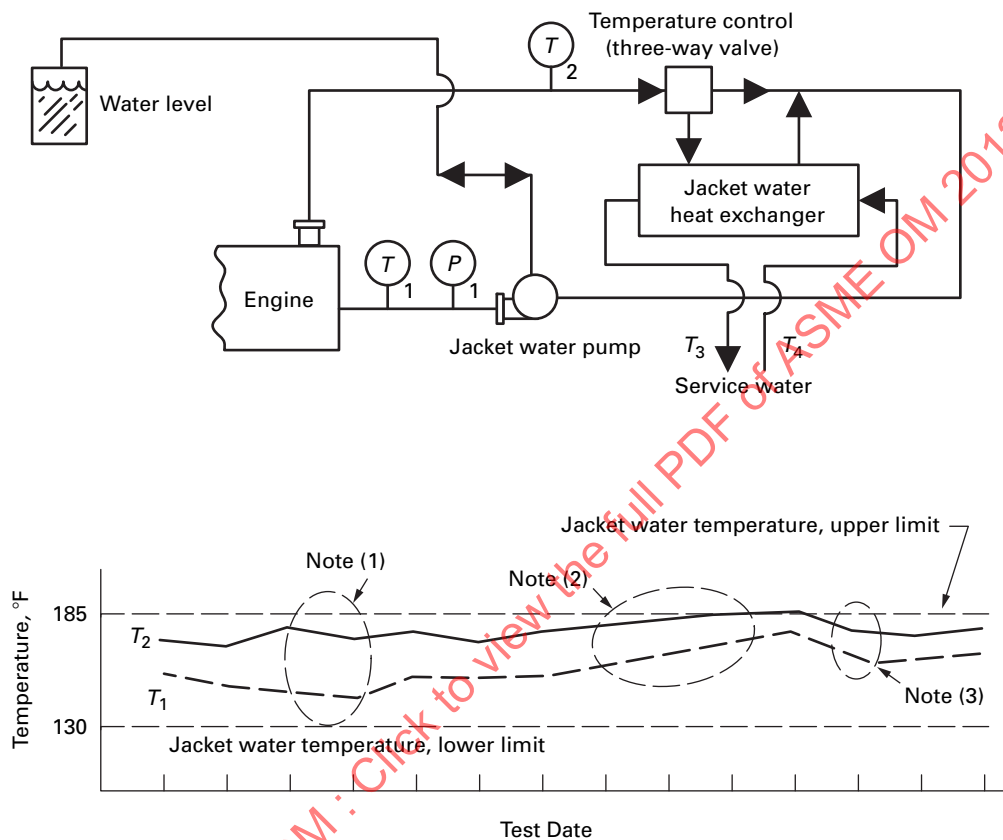 Temperature control
(three-way valve)
T
2
Water level
Jacket water
heat exchanger
T
1
P
1
Engine
Jacket water pump
T3
T4
Service water
Jacket water temperature, upper limit
Note (1)
Note (2)
185
T2
T1
Note (3)
130
Jacket water temperature, lower limit
Temperature, °F
Test Date
OM : Click to view the full PDF of ASME OM 201